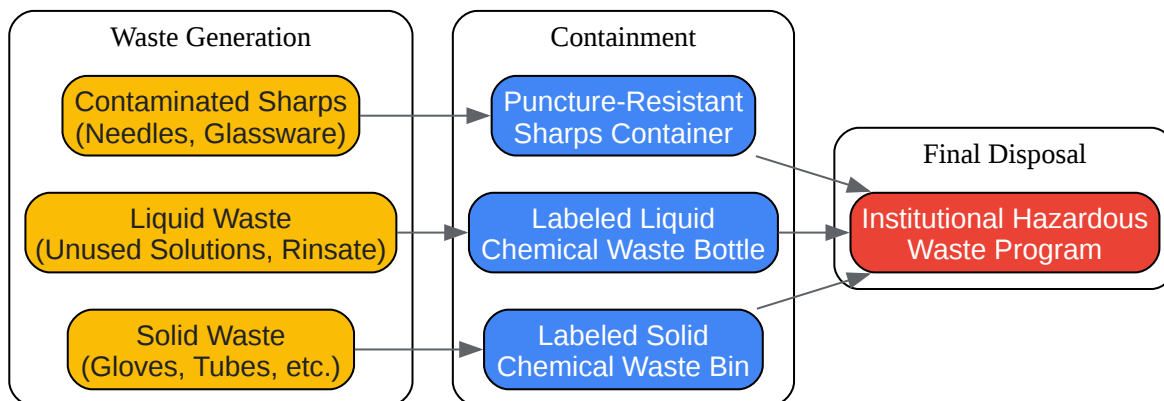 Waste Generation
Contaminated Sharps
(Needles, Glassware)
Liquid Waste
(Unused Solutions, Rinsate)
Solid Waste
(Gloves, Tubes, etc.)
Containment
Puncture-Resistant
Sharps Container
Labeled Liquid
Chemical Waste Bottle
Labeled Solid
Chemical Waste Bin
Final Disposal
Institutional Hazardous
Waste Program